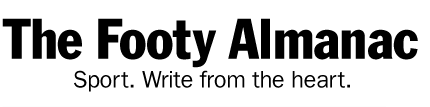 The Footy Almanac
Sport. Write from the heart.